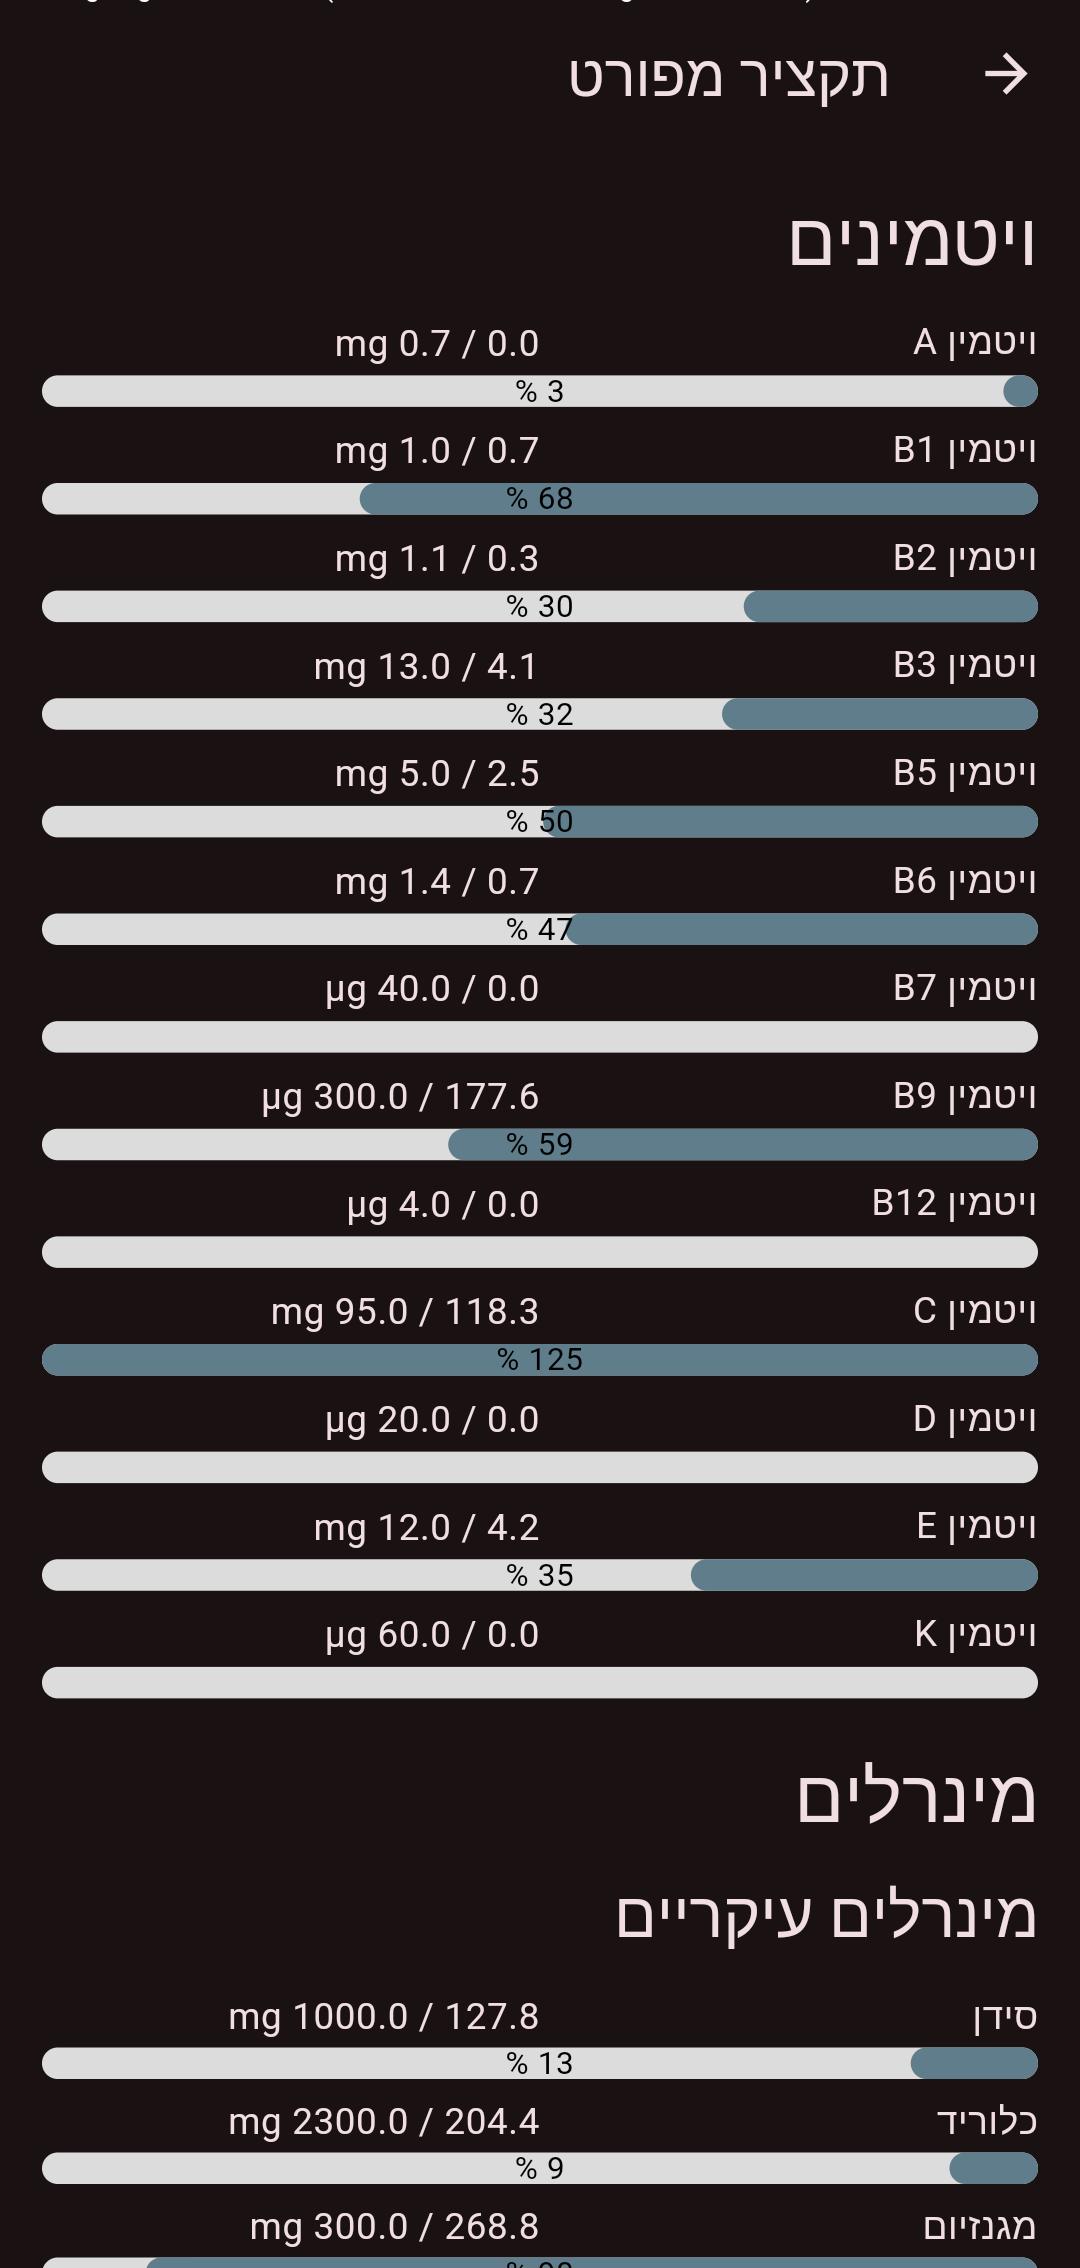 תקציר מפורט
ויטמינים
ויטמין A
0.0 / 0.7 mg
3 %
ויטמין B1
0.7 / 1.0 mg
68 %
ויטמין B2
0.3 / 1.1 mg
30 %
ויטמין B3
4.1 / 13.0 mg
32 %
ויטמין B5
2.5 / 5.0 mg
50 %
ויטמין B6
0.7 / 1.4 mg
47 %
ויטמין B7
0.0 / 40.0 µg
ויטמין B9
177.6 / 300.0 µg
59 %
ויטמין B12
0.0 / 4.0 µg
ויטמין C
118.3 / 95.0 mg
125 %
ויטמין D
0.0 / 20.0 µg
ויטמין E
4.2 / 12.0 mg
35 %
ויטמין K
0.0 / 60.0 µg
מינרלים
מינרלים עיקריים
סידן
127.8 / 1000.0 mg
13 %
כלוריד
204.4 / 2300.0 mg
9 %
מגנזיום
268.8 / 300.0 mg